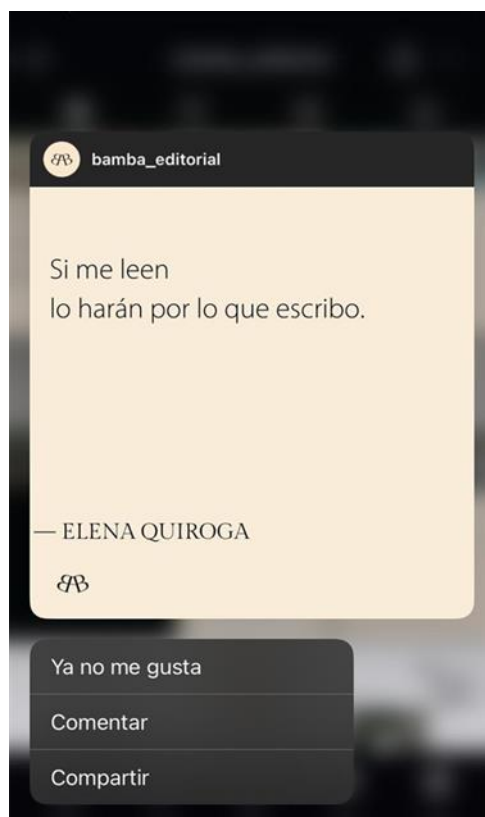 bamba_editorial
Si me leen
lo harán por lo que escribo.
— ELENA QUIROGA
Ya no me gusta
Comentar
Compartir